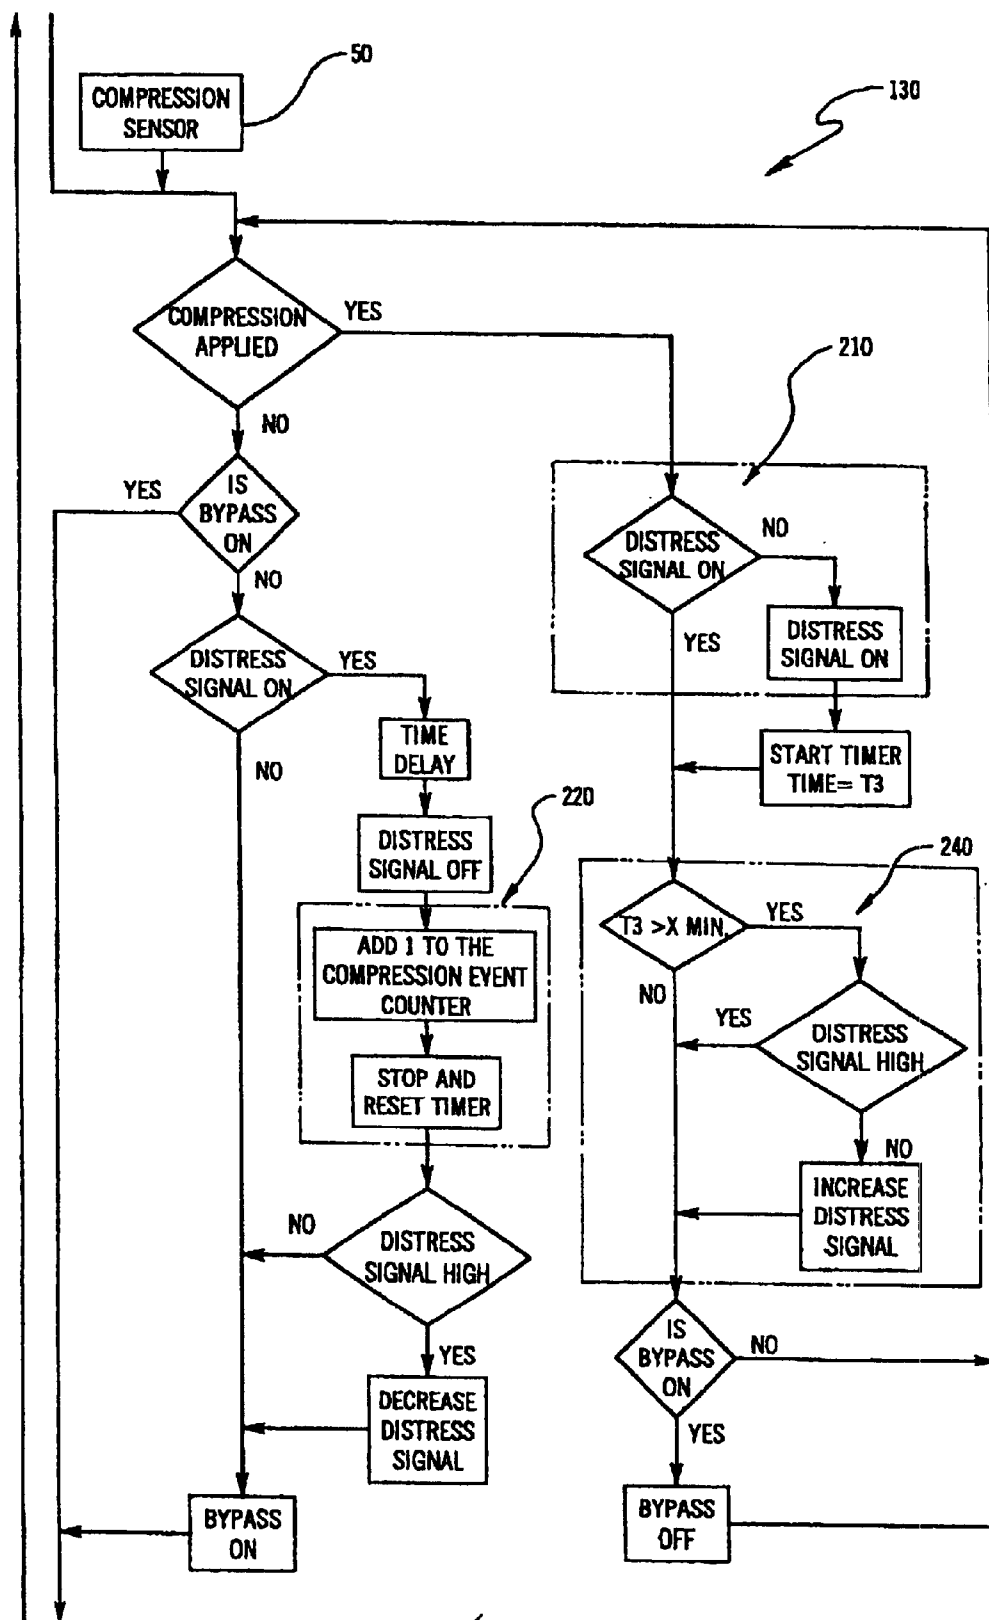 50
COMPRESSION
SENSOR
130
COMPRESSION
APPLIED
YES
NO
210
YES
IS
BYPASS
ON
NO
DISTRESS
SIGNAL ON
NO
DISTRESS
SIGNAL ON
YES
START TIMER
TIME= T3
DISTRESS
SIGNAL ON
YES
NO
TIME
DELAY
DISTRESS
SIGNAL OFF
220
ADD 1 TO THE
COMPRESSION EVENT
COUNTER
STOP AND
RESET TIMER
240
T3 >X MIN.
YES
NO
YES
DISTRESS
SIGNAL HIGH
NO
INCREASE
DISTRESS
SIGNAL
NO
DISTRESS
SIGNAL HIGH
YES
DECREASE
DISTRESS
SIGNAL
IS
BYPASS
ON
NO
YES
BYPASS
ON
BYPASS
OFF